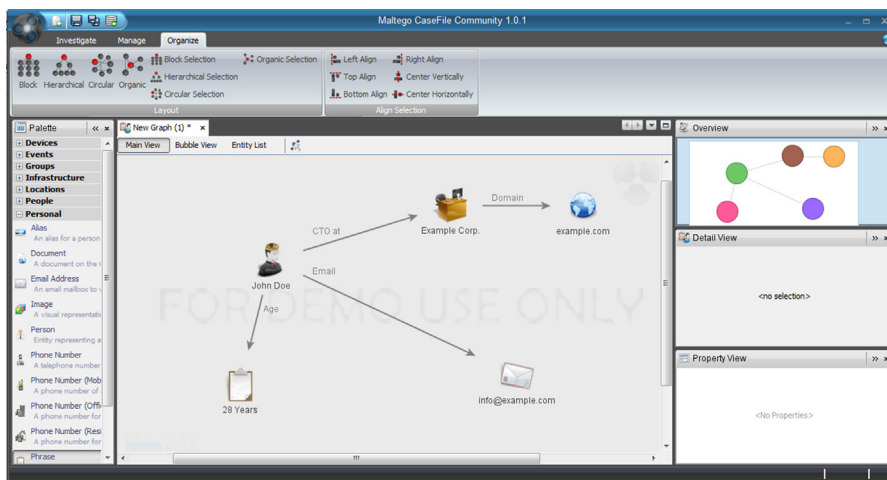 Maltego CaseFile Community 1.0.1
Investigate Manage Organize
Block Hierarchical Circular Organic
Block Selection
Hierarchical Selection
Circular Selection
Organic Selection
Layout
Left Align
Top Align
Bottom Align
Right Align
Center Vertically
Center Horizontally
Align Selection
Palette
Devices
Events
Groups
Infrastructure
Locations
People
Personal
Alias
An alias for a person
Document
A document on the i
Email Address
An email mailbox to
Image
A visual representatic
Person
Entity representing a
Phone Number
A telephone number
Phone Number (Mob
A phone number of
Phone Number (Offi
A phone number for
Phone Number (Resi
A phone number for
Phrase
New Graph (1) *
Main View Bubble View Entity List
FOR DEMO USE ONLY
John Doe
CTO at
Example Corp.
Domain
example.com
Email
info@example.com
Age
28 Years
Overview
Detail View
<no selection>
Property View
<No Properties>